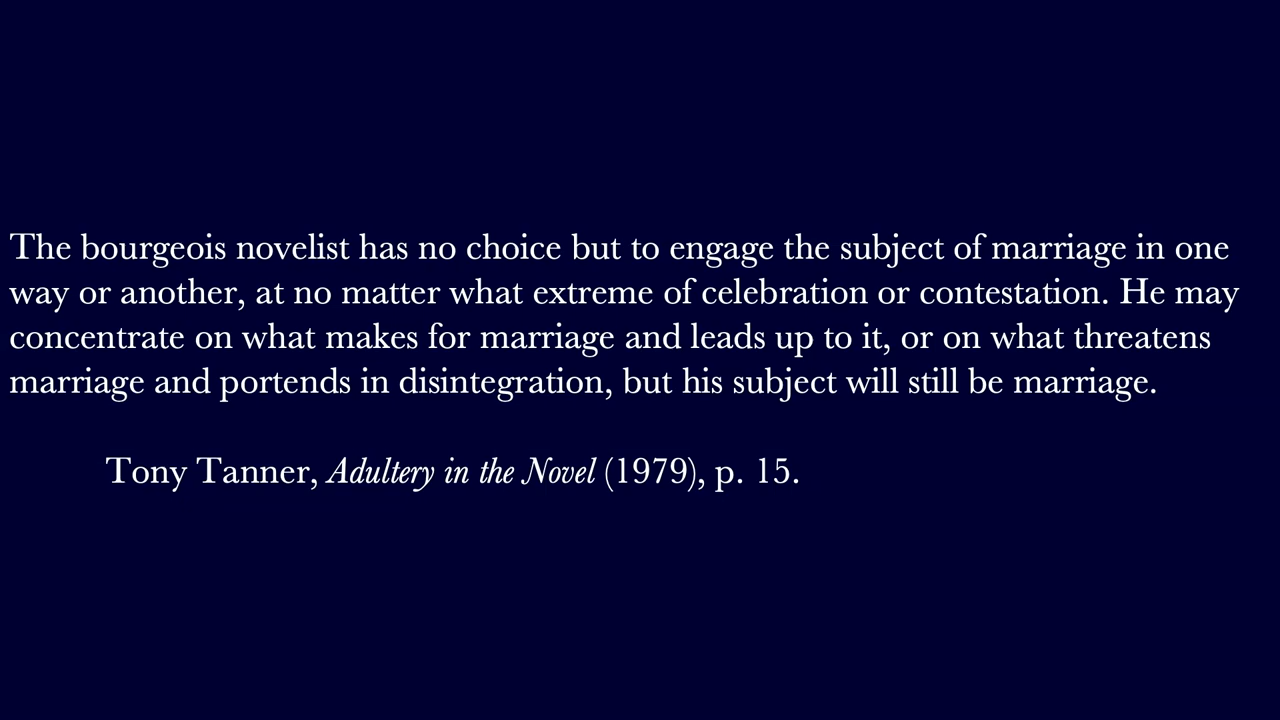 The bourgeois novelist has no choice but to engage the subject of marriage in one
way or another, at no matter what extreme of celebration or contestation. He may
concentrate on what makes for marriage and leads up to it, or on what threatens
marriage and portends in disintegration, but his subject will still be marriage.
Tony Tanner, Adultery in the Novel (1979), p. 15.